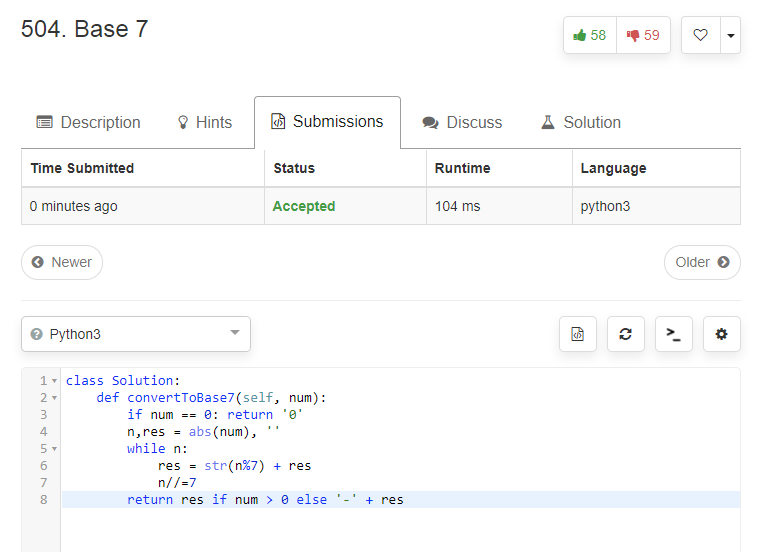 504. Base 7
58 59
Description Hints Submissions Discuss Solution
Time Submitted Status Runtime Language
0 minutes ago Accepted 104 ms python3
Newer Older
Python3
1 class Solution:
2 def convertToBase7(self, num):
3 if num == 0: return '0'
4 n,res = abs(num), ''
5 while n:
6 res = str(n%7) + res
7 n//=7
8 return res if num > 0 else '-' + res